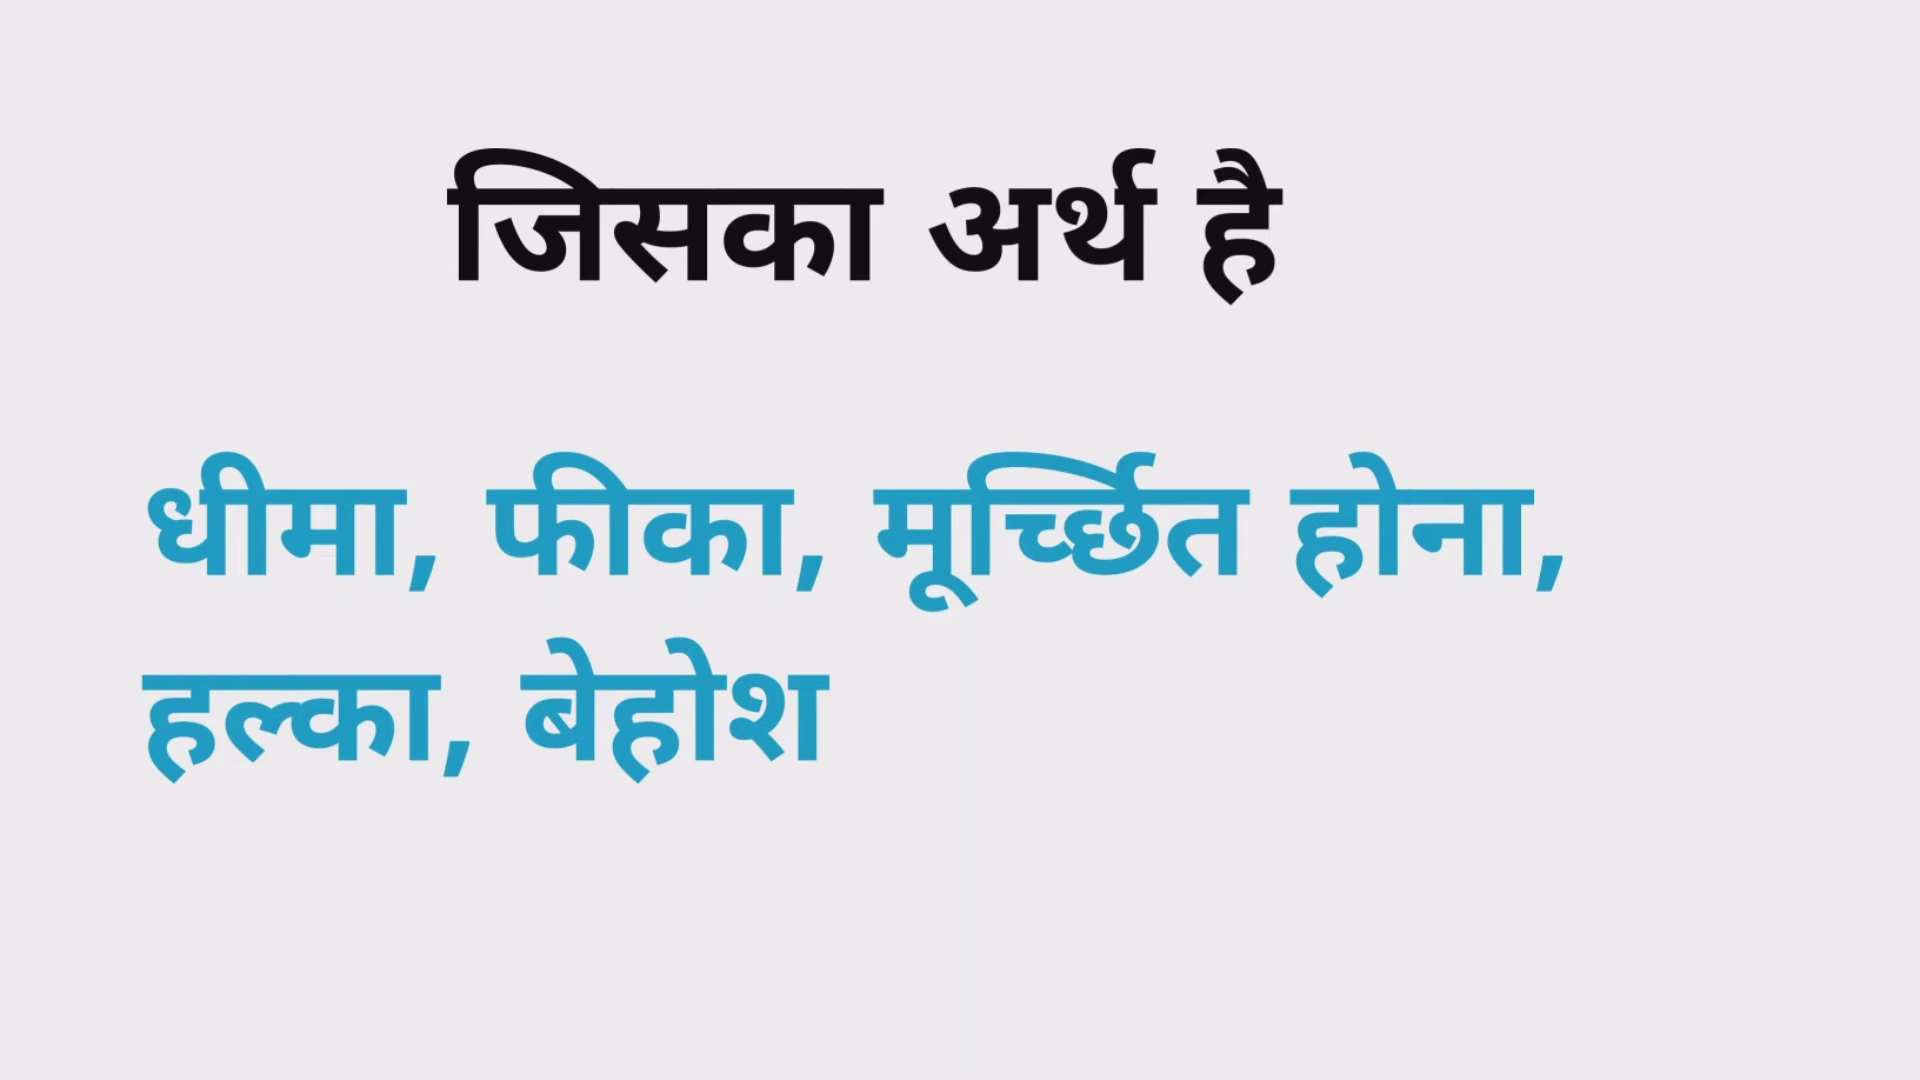 जिसका अर्थ है
धीमा, फीका, मूर्च्छित होना,
हल्का, बेहोश